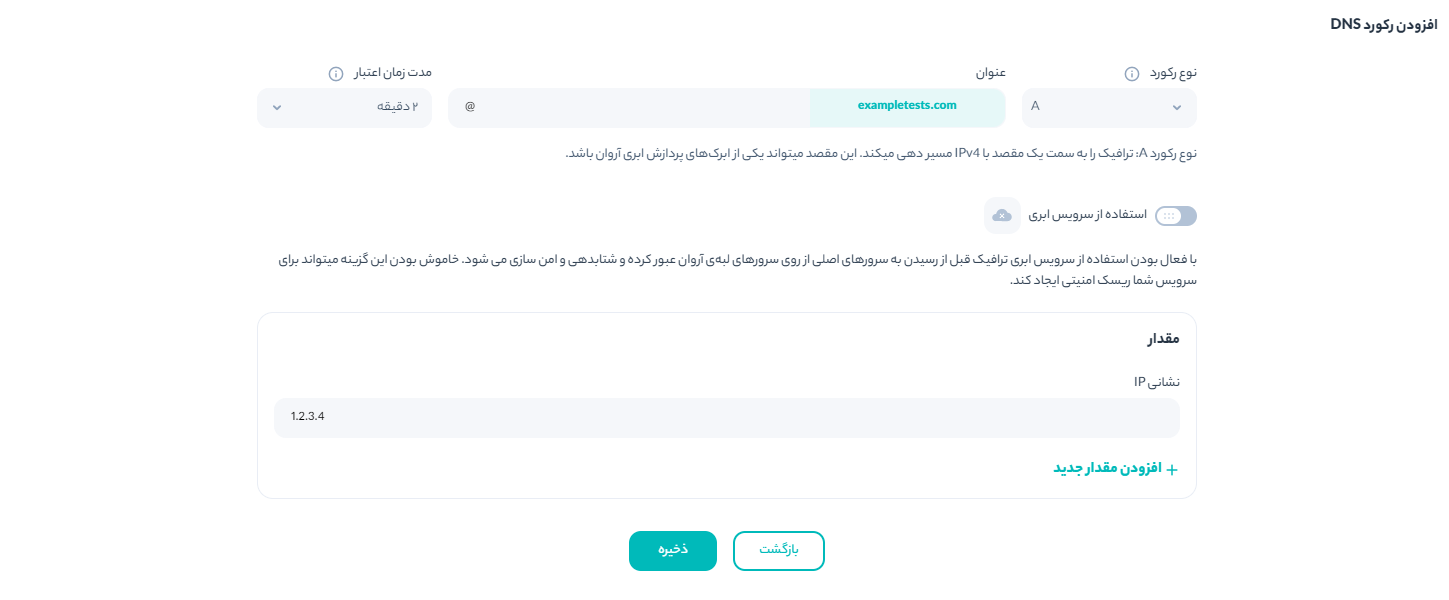 افزودن رکورد DNS
نوع رکورد
عنوان
مدت زمان اعتبار
A
exampletests.com
@
۲ دقیقه
نوع رکورد A: ترافیک را به سمت یک مقصد با IPv4 مسیر دهی میکند. این مقصد میتواند یکی از ابرک‌های پردازش ابری آروان باشد.
استفاده از سرویس ابری
با فعال بودن استفاده از سرویس ابری ترافیک قبل از رسیدن به سرورهای اصلی از روی سرورهای لبه‌ی آروان عبور کرده و شتابدهی و امن سازی می شود. خاموش بودن این گزینه میتواند برای
سرویس شما ریسک امنیتی ایجاد کند.
مقدار
نشانی IP
1.2.3.4
+ افزودن مقدار جدید
بازگشت
ذخیره